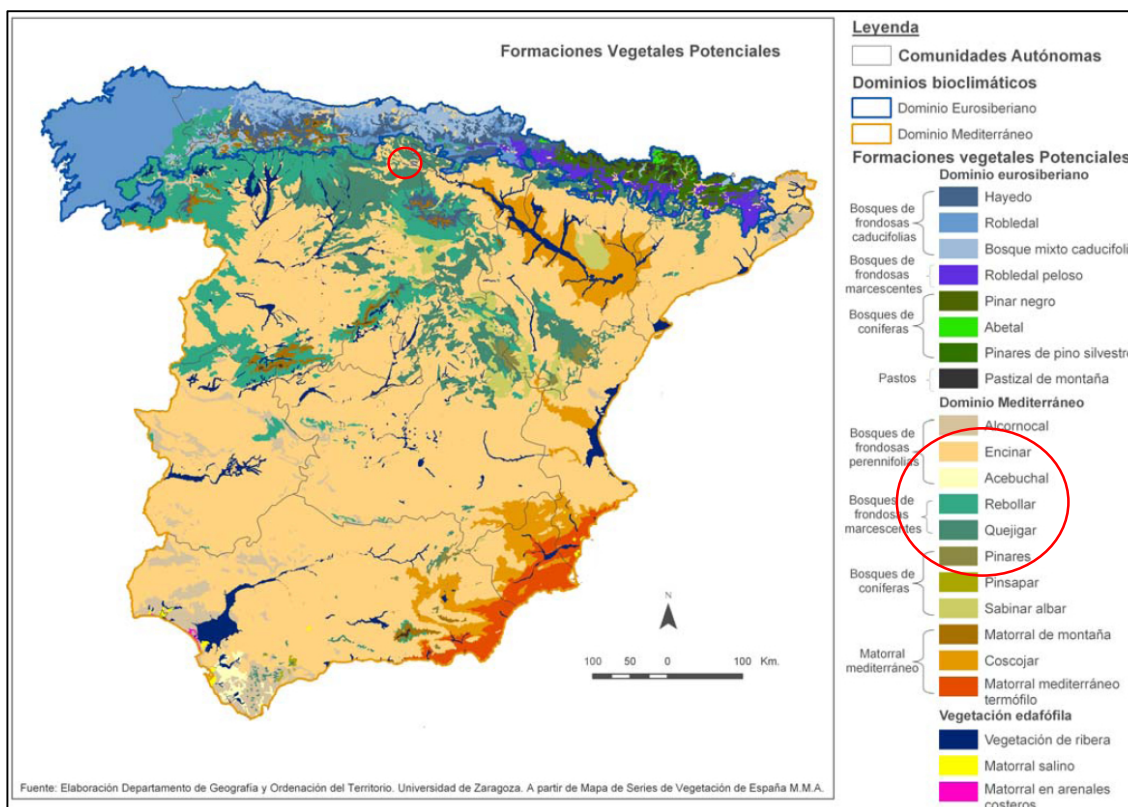 Formaciones Vegetales Potenciales
N
100 50 0 100 Km.
Fuente: Elaboración Departamento de Geografía y Ordenación del Territorio. Universidad de Zaragoza. A partir de Mapa de Series de Vegetación de España M.M.A.
Leyenda
Comunidades Autónomas
Dominios bioclimáticos
Dominio Eurosiberiano
Dominio Mediterráneo
Formaciones vegetales Potenciales
Dominio eurosiberiano
Bosques de
frondosas
caducifolias
Hayedo
Robledal
Bosque mixto caducifoli
Bosques de
frondosas
marcescentes
Robledal peloso
Bosques de
coníferas
Pinar negro
Abetal
Pinares de pino silvestre
Pastos
Pastizal de montaña
Dominio Mediterráneo
Bosques de
frondosas
perennifolias
Alcornocal
Encinar
Acebuchal
Bosques de
frondosas
marcescentes
Rebollar
Quejigar
Bosques de
coníferas
Pinares
Pinsapar
Sabinar albar
Matorral
mediterráneo
Matorral de montaña
Coscojar
Matorral mediterráneo
termófilo
Vegetación edafófila
Vegetación de ribera
Matorral salino
Matorral en arenales
costeros